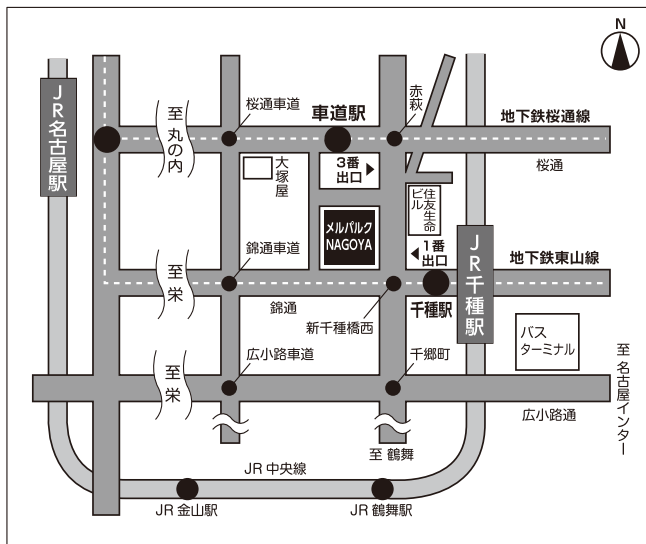 N
JR名古屋駅
至 丸の内
桜通車道
車道駅
赤萩
地下鉄桜通線
桜通
大塚屋
3番
出口
住友生命
ビル
メルパルク
NAGOYA
1番
出口
JR千種駅
地下鉄東山線
至 栄
錦通車道
錦通
新千種橋西
千種駅
バス
ターミナル
至 名古屋インター
至 栄
広小路車道
千郷町
広小路通
至 鶴舞
JR 中央線
JR 金山駅
JR 鶴舞駅